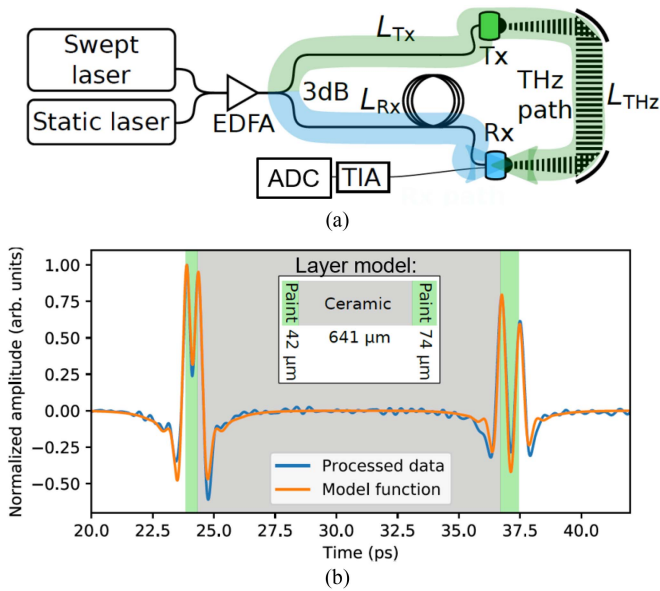 Swept
laser
Static laser
EDFA
3dB
L_Tx
L_Rx
Tx
THz
path
L_THz
Rx
ADC
TIA
(a)
Normalized amplitude (arb. units)
1.00
0.75
0.50
0.25
0.00
−0.25
−0.50
Layer model:
Paint
42 μm
Ceramic
641 μm
Paint
74 μm
Processed data
Model function
20.0 22.5 25.0 27.5 30.0 32.5 35.0 37.5 40.0
Time (ps)
(b)